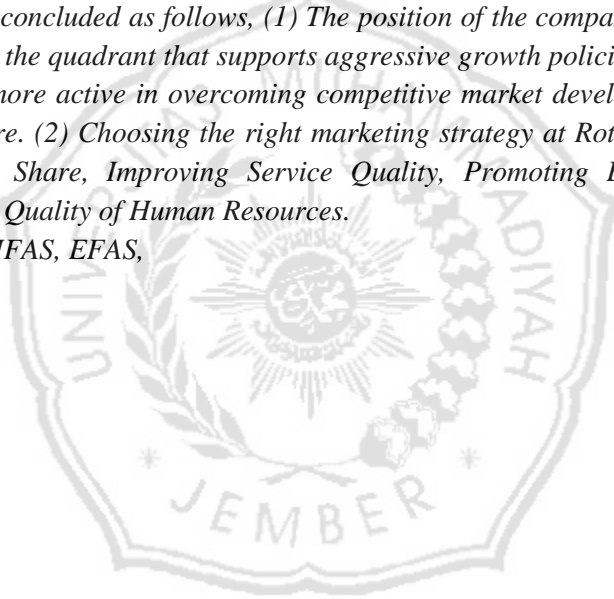 concluded as follows, (1) The position of the compa
the quadrant that supports aggressive growth polici
more active in overcoming competitive market devel
re. (2) Choosing the right marketing strategy at Rot
Share, Improving Service Quality, Promoting
Quality of Human Resources.
IFAS, EFAS,
UNIVERSITAS MUHAMMADIYAH
JEMBER